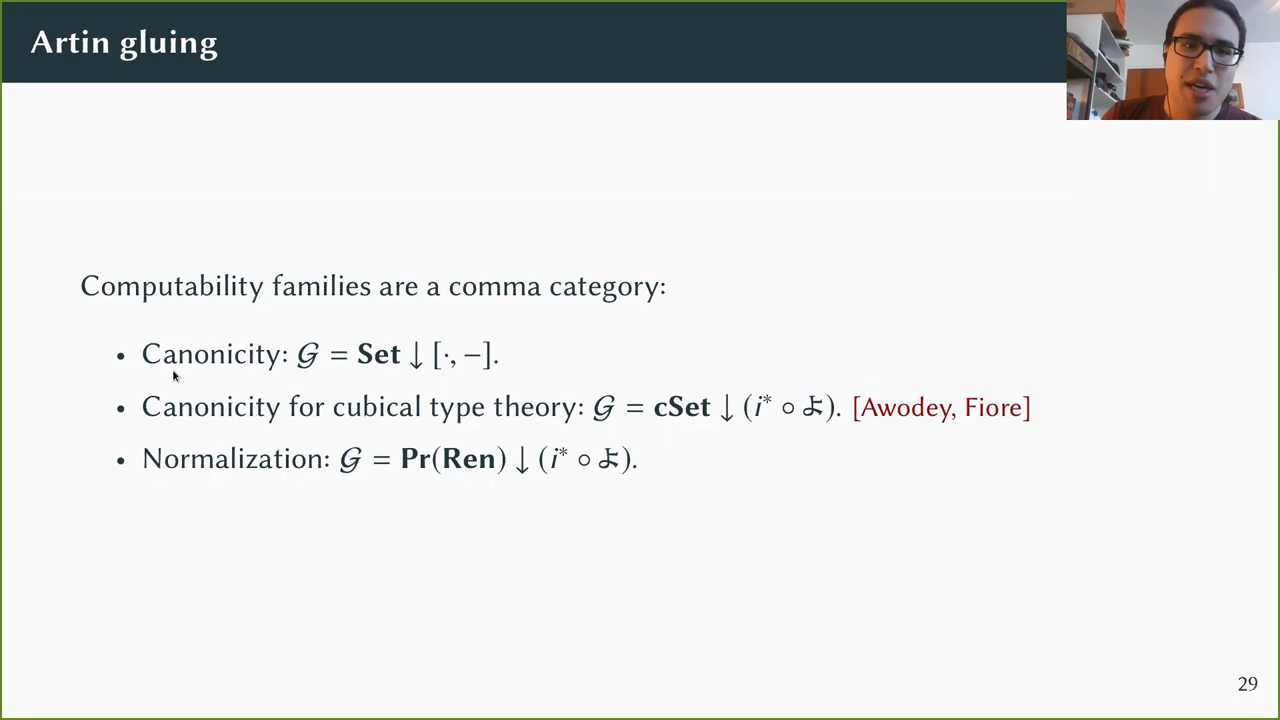 Artin gluing
Computability families are a comma category:
• Canonicity: 𝒢 = Set ↓ [·, −].
• Canonicity for cubical type theory: 𝒢 = cSet ↓ (i* ∘ よ). [Awodey, Fiore]
• Normalization: 𝒢 = Pr(Ren) ↓ (i* ∘ よ).
29